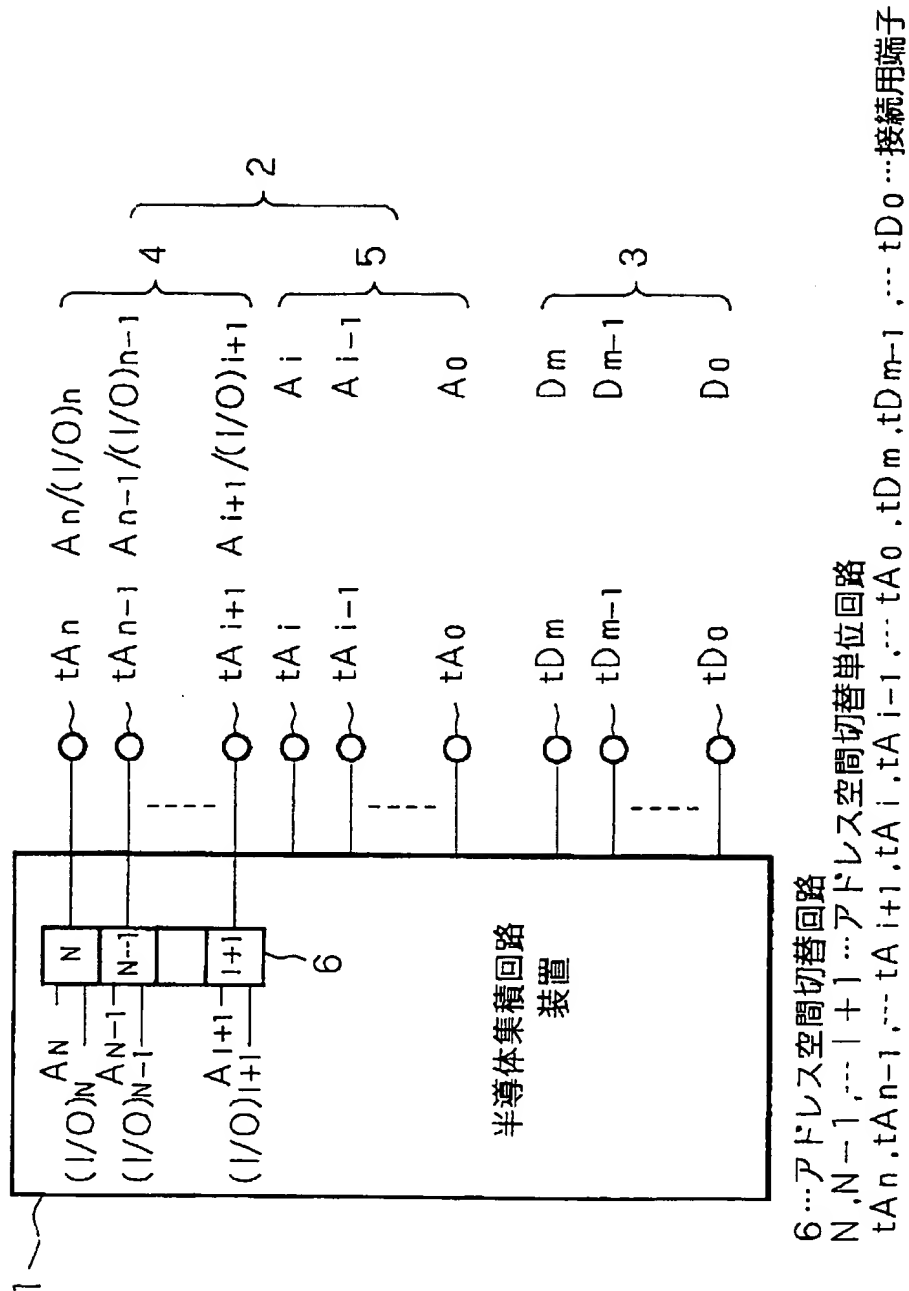 1
AN
(I/O)N
AN-1
(I/O)N-1
AI+1
(I/O)I+1
N
N-1
I+1
6
半導体集積回路
装置
tAn An/(I/O)n
tAn-1 An-1/(I/O)n-1
tAi+1 Ai+1/(I/O)i+1
tAi Ai
tAi-1 Ai-1
tA0 A0
tDm Dm
tDm-1 Dm-1
tD0 D0
4
5
2
3
6…アドレス空間切替回路
N,N-1,…I+1…アドレス空間切替単位回路
tAn,tAn-1,…tAi+1,tAi,tAi-1,…tA0,tDm,tDm-1,…tD0…接続用端子